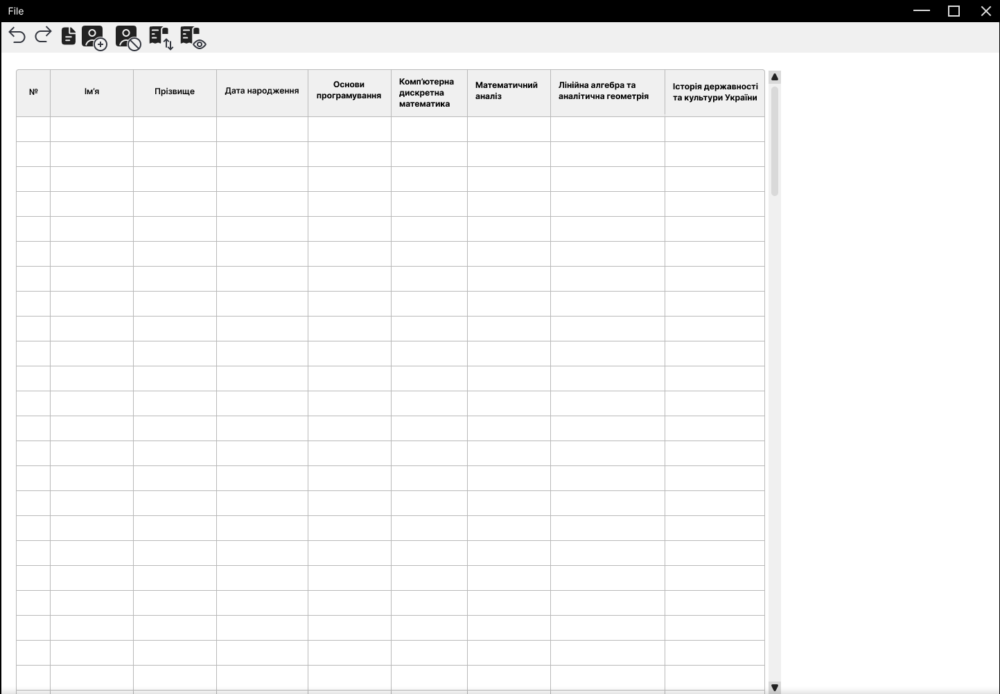 File
№
Ім’я
Прізвище
Дата народження
Основи
програмування
Комп’ютерна
дискретна
математика
Математичний
аналіз
Лінійна алгебра та
аналітична геометрія
Історія державності
та культури України